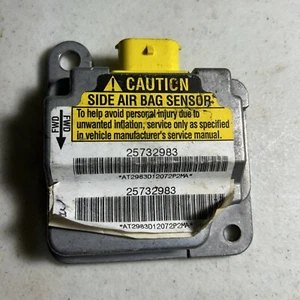 CAUTION
SIDE AIR BAG SENSOR
To help avoid personal injury due to
unwanted inflation, service only as specified
in vehicle manufacturer's service manual.
FWD
25732983
*AT2983D12072P2MA*
25732983
*AT2983D12072P2MA*